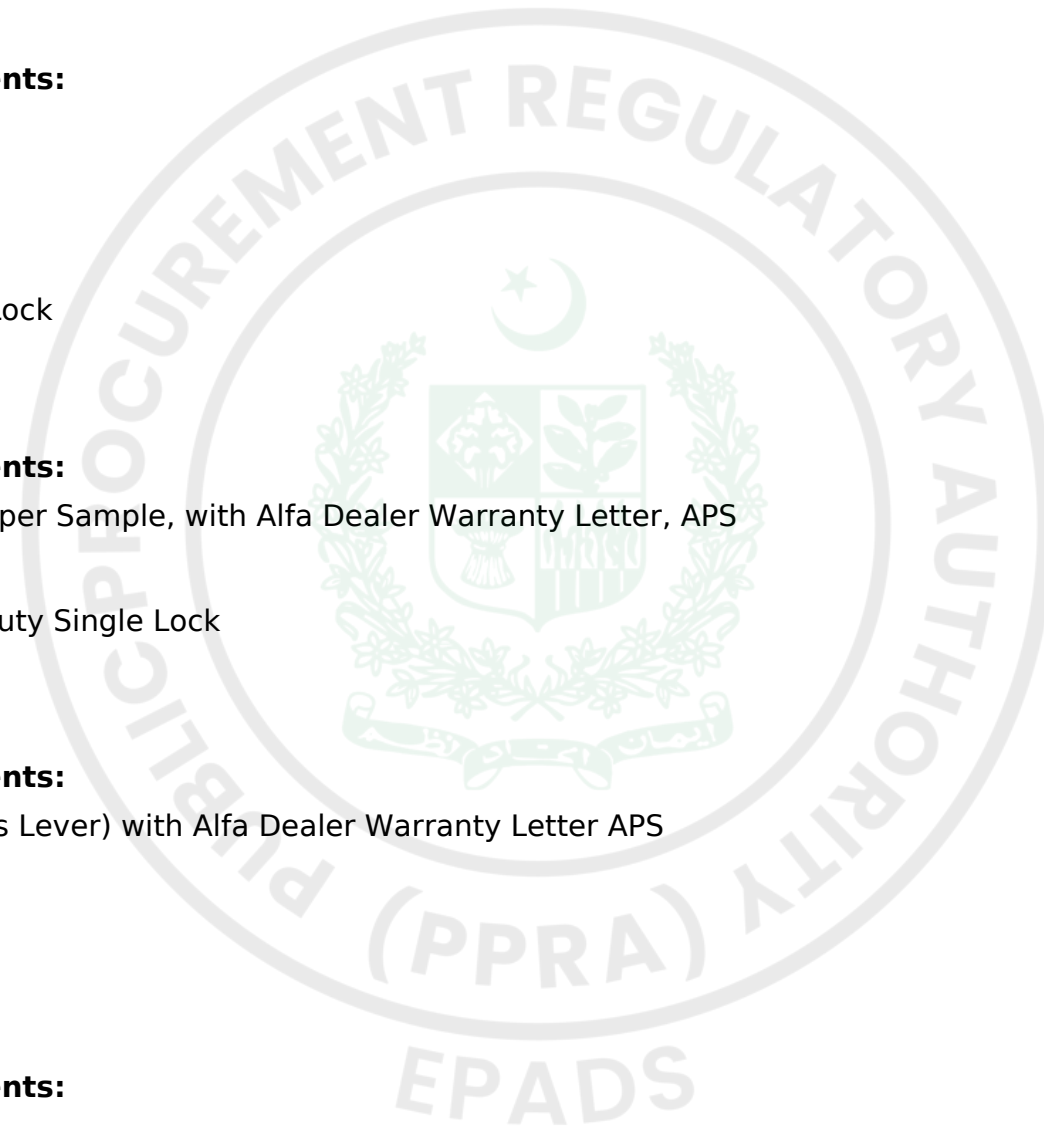 nts:
ock
nts:
per Sample, with Alfa Dealer Warranty Letter, APS
uty Single Lock
nts:
s Lever) with Alfa Dealer Warranty Letter APS
nts:
PUBLIC PROCUREMENT REGULATORY AUTHORITY
(PPRA)
EPADS